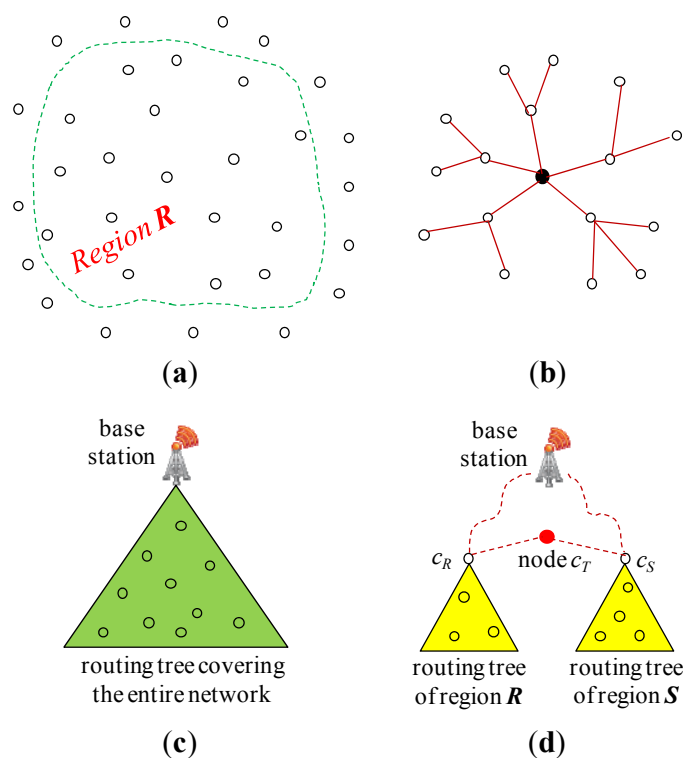 Region R
(a)
(b)
base
station
routing tree covering
the entire network
(c)
base
station
c_R
node c_T
c_S
routing tree
of region R
routing tree
of region S
(d)